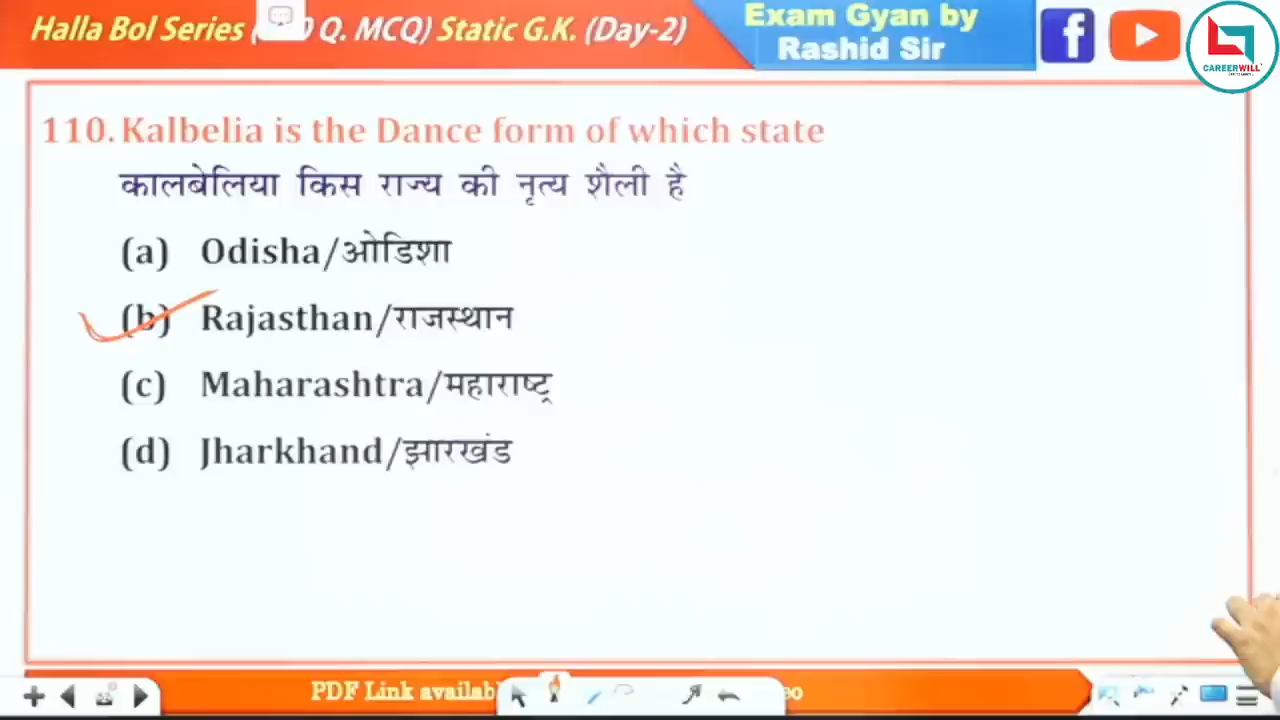 Halla Bol Series 0 Q. MCQ) Static G.K. (Day-2)
Exam Gyan by
Rashid Sir
CAREERWILL
110. Kalbelia is the Dance form of which state
कालबेलिया किस राज्य की नृत्य शैली है
(a) Odisha/ओडिशा
(b) Rajasthan/राजस्थान
(c) Maharashtra/महाराष्ट्र
(d) Jharkhand/झारखंड
PDF Link